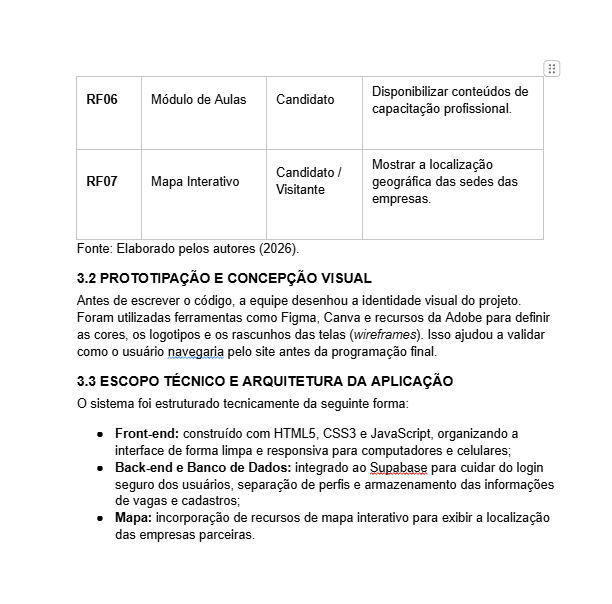 RF06 Módulo de Aulas Candidato Disponibilizar conteúdos de
capacitação profissional.
RF07 Mapa Interativo Candidato /
Visitante Mostrar a localização
geográfica das sedes das
empresas.
Fonte: Elaborado pelos autores (2026).
3.2 PROTOTIPAÇÃO E CONCEPÇÃO VISUAL
Antes de escrever o código, a equipe desenhou a identidade visual do projeto.
Foram utilizadas ferramentas como Figma, Canva e recursos da Adobe para definir
as cores, os logotipos e os rascunhos das telas (wireframes). Isso ajudou a validar
como o usuário navegaria pelo site antes da programação final.
3.3 ESCOPO TÉCNICO E ARQUITETURA DA APLICAÇÃO
O sistema foi estruturado tecnicamente da seguinte forma:
● Front-end: construído com HTML5, CSS3 e JavaScript, organizando a
interface de forma limpa e responsiva para computadores e celulares;
● Back-end e Banco de Dados: integrado ao Supabase para cuidar do login
seguro dos usuários, separação de perfis e armazenamento das informações
de vagas e cadastros;
● Mapa: incorporação de recursos de mapa interativo para exibir a localização
das empresas parceiras.